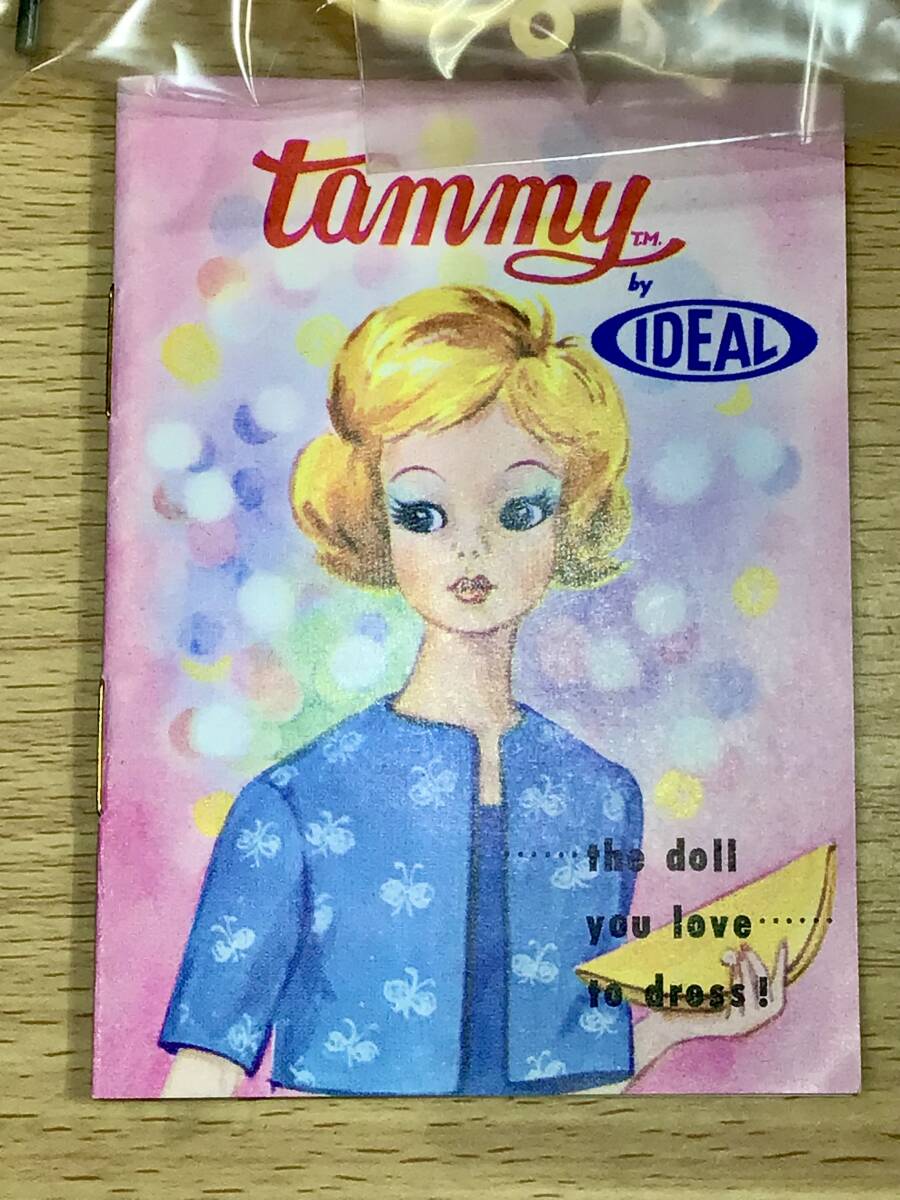 tammy T.M.
by
IDEAL
······the doll
you love······
to dress!